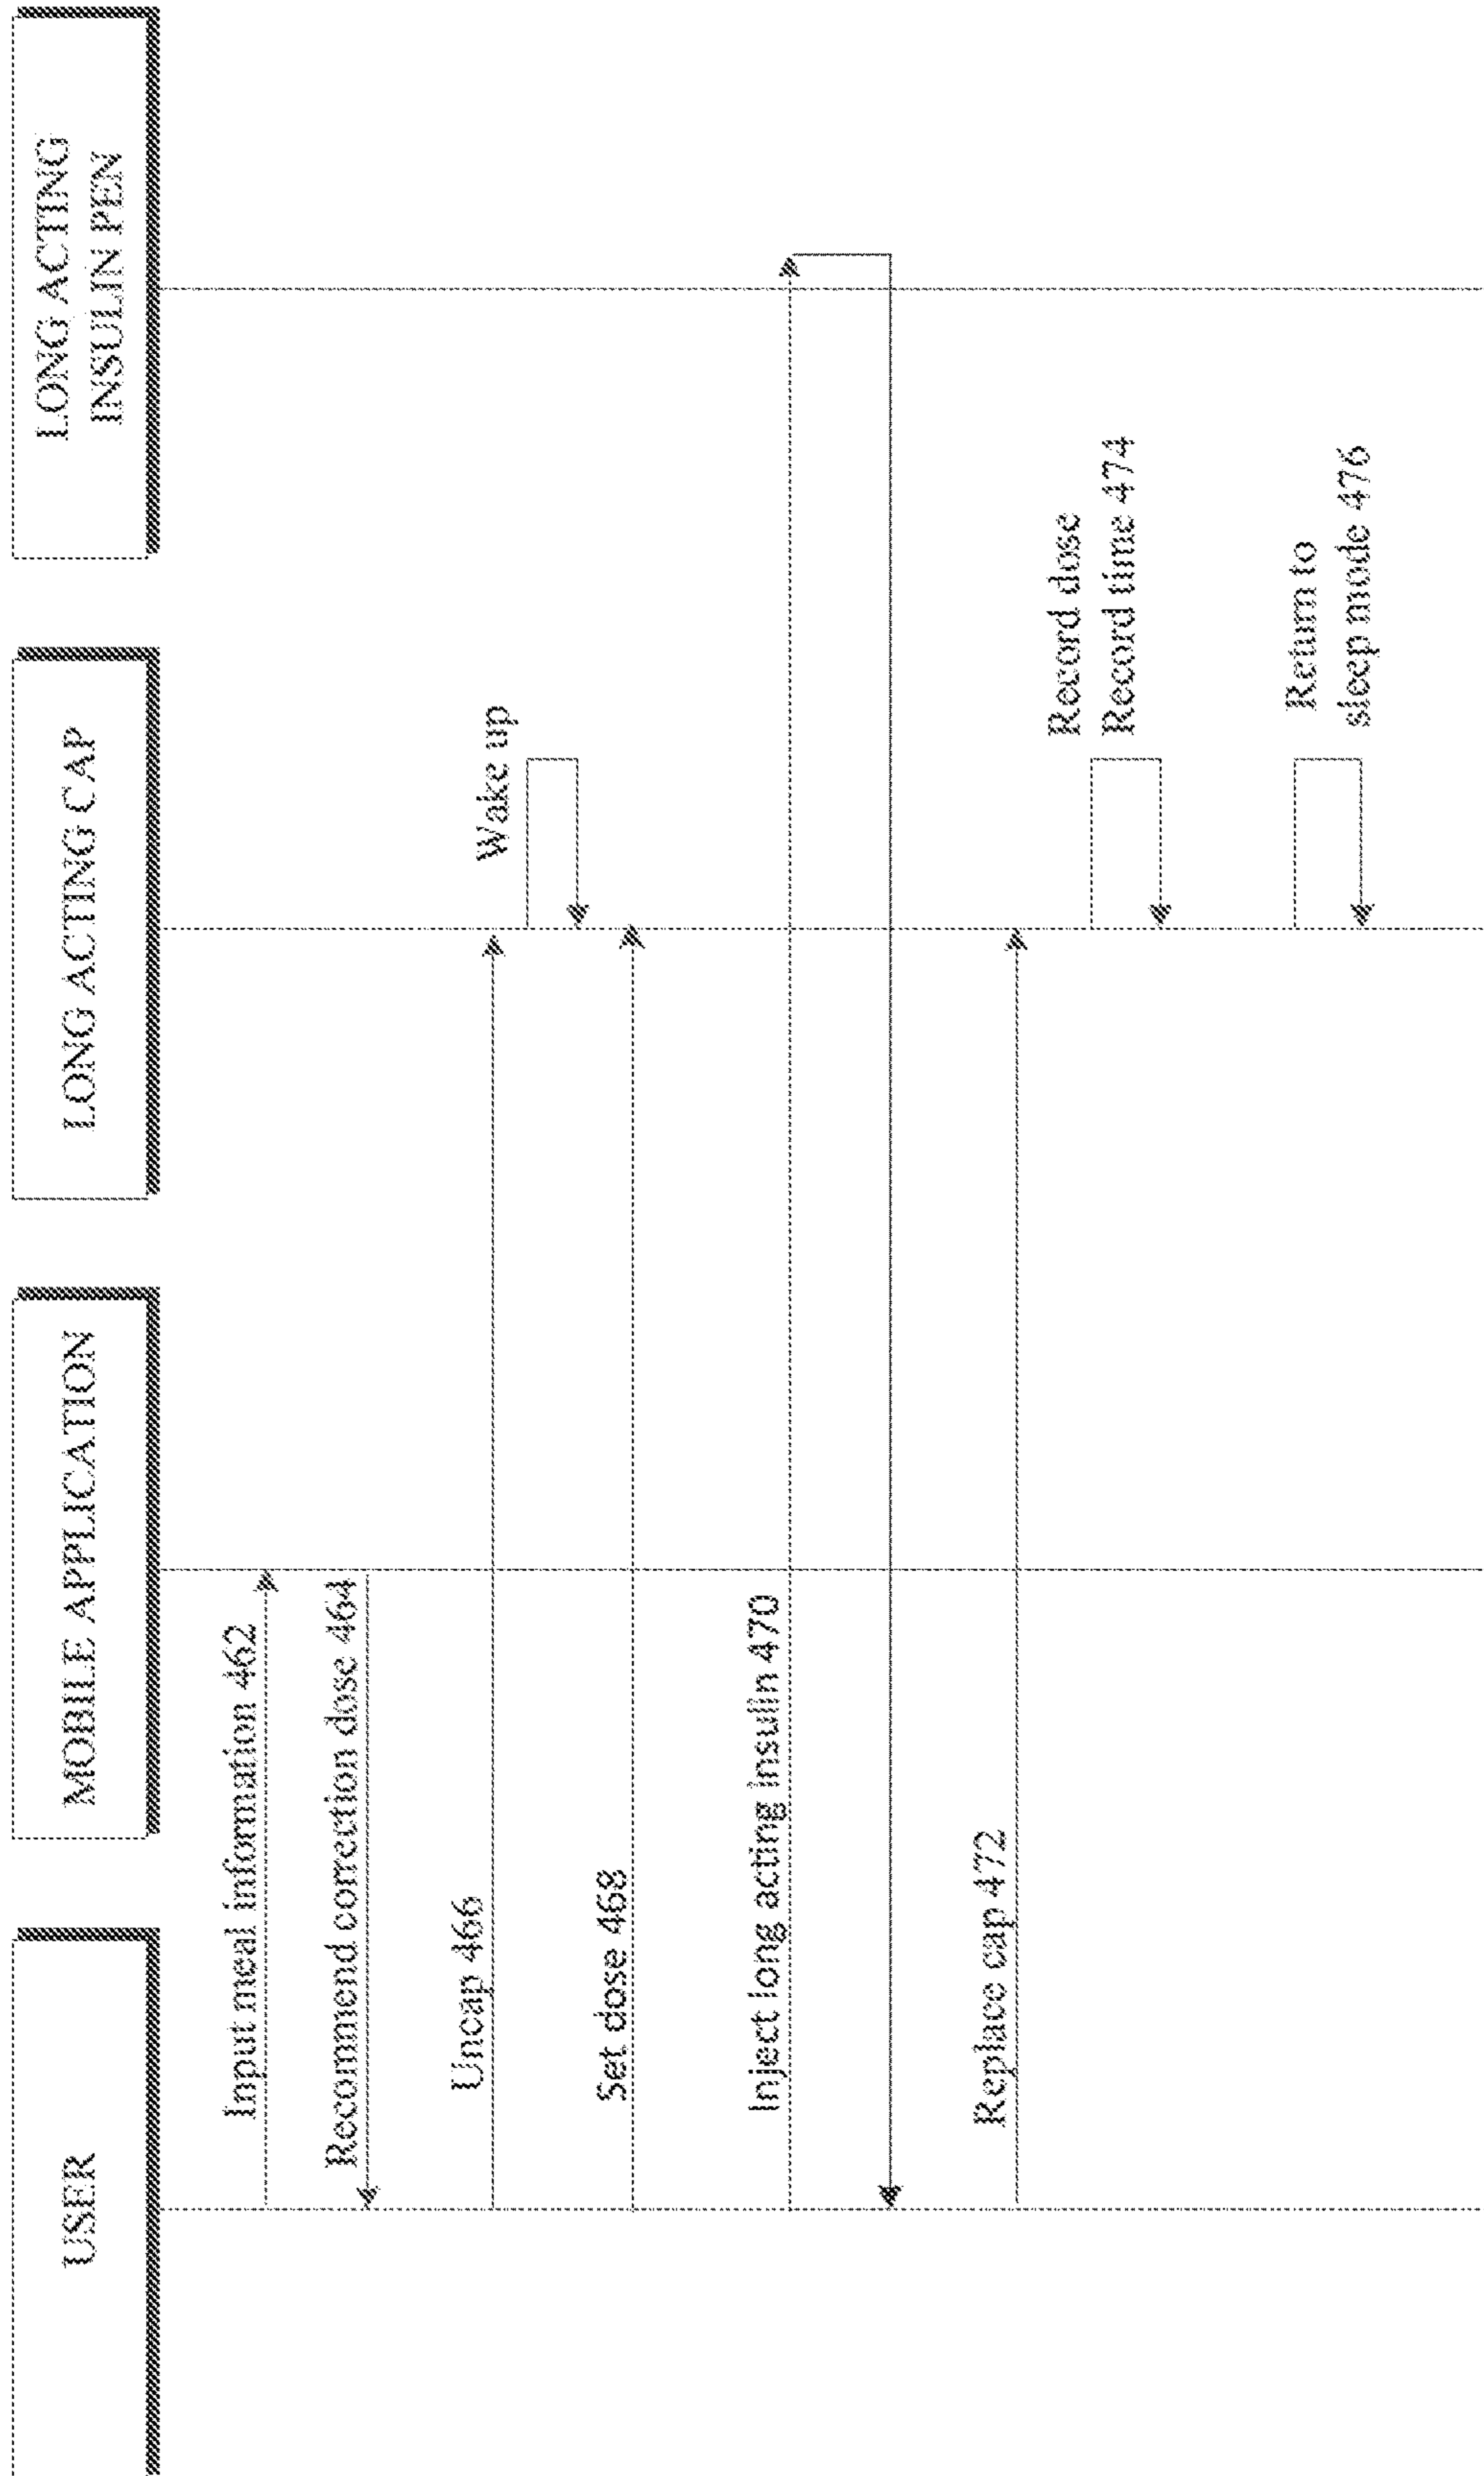 USER
MOBILE APPLICATION
LONG ACTING CAP
LONG ACTING
INSULIN PEN
Input meal information 462
Recommend correction dose 464
Uncap 466
Wake up
Set dose 468
Inject long acting insulin 470
Replace cap 472
Record dose
Record time 474
Return to
sleep mode 476